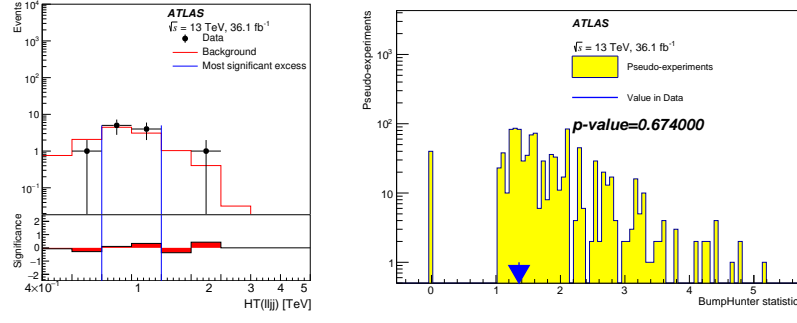 ATLAS
√s = 13 TeV, 36.1 fb⁻¹
Data
Background
Most significant excess
Events
10⁴
10³
10²
10
1
10⁻¹
Significance
2
1
0
−1
−2
4×10⁻¹
1
2
3
4
5
HT(lljj) [TeV]
ATLAS
√s = 13 TeV, 36.1 fb⁻¹
Pseudo-experiments
Value in Data
p-value=0.674000
Pseudo-experiments
10³
10²
10
1
0
1
2
3
4
5
BumpHunter statistic